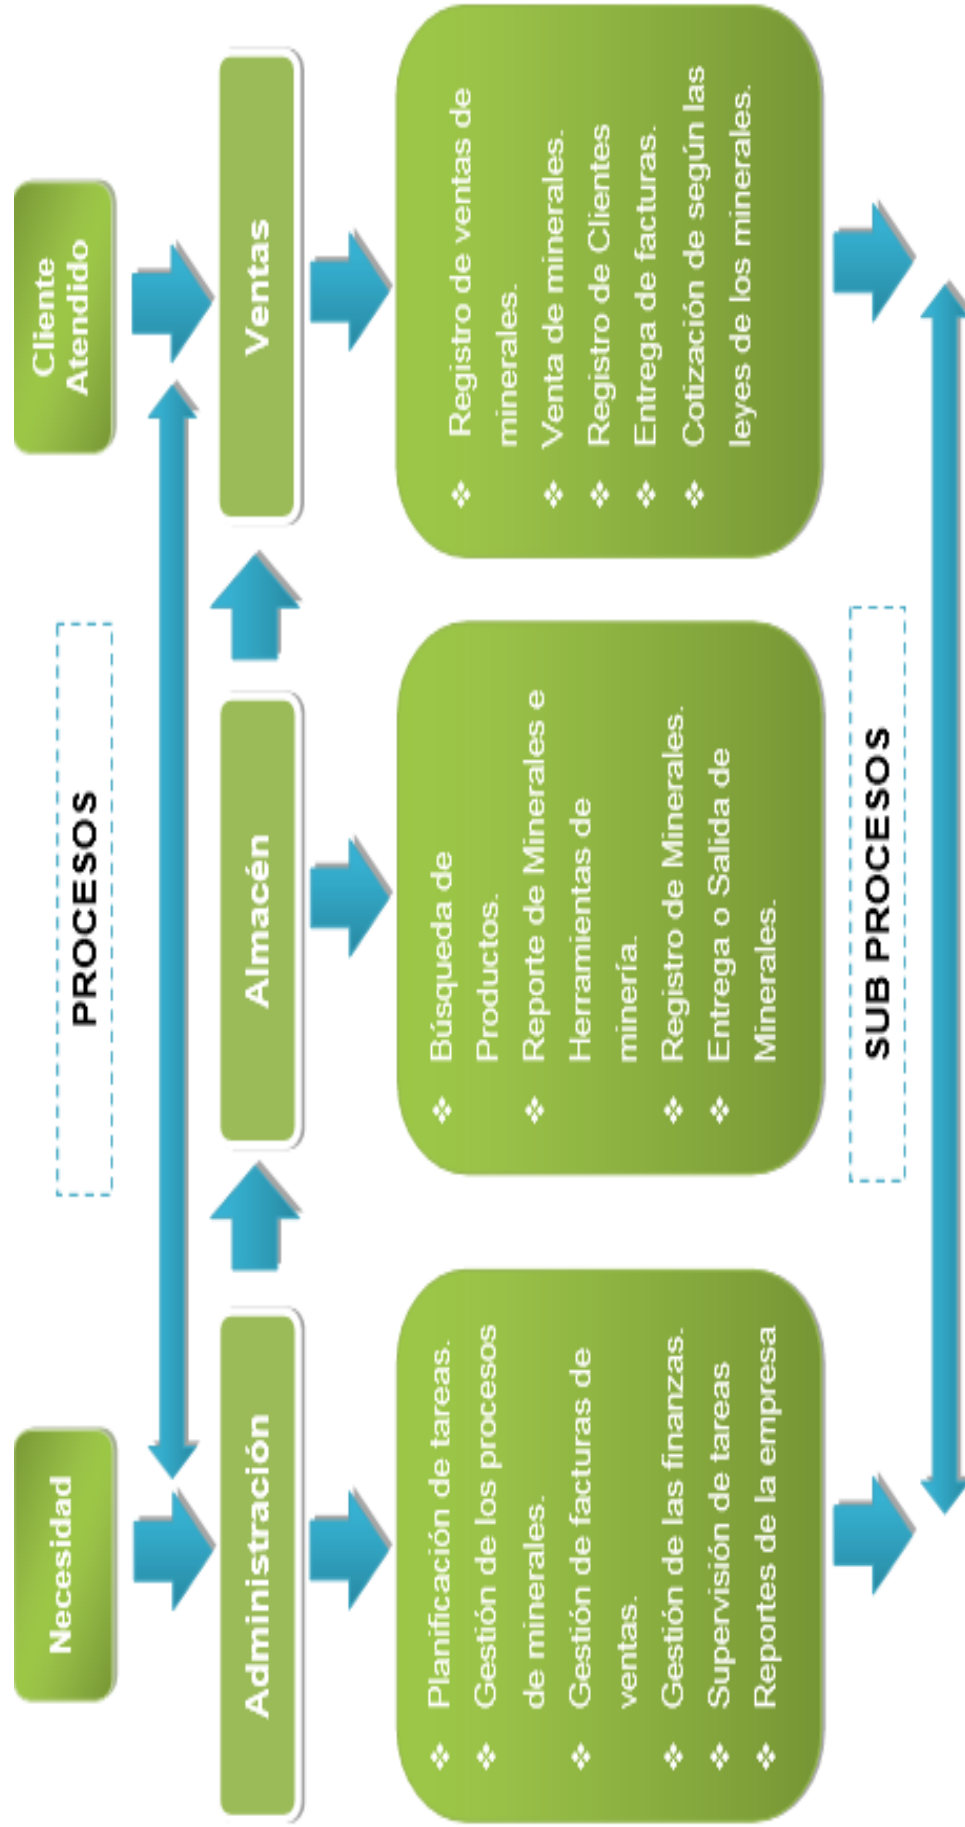 Necesidad
PROCESOS
Cliente
Atendido
Administración
Almacén
Ventas
❖ Planificación de tareas.
❖ Gestión de los procesos
de minerales.
❖ Gestión de facturas de
ventas.
❖ Gestión de las finanzas.
❖ Supervisión de tareas
❖ Reportes de la empresa
❖ Búsqueda de
Productos.
❖ Reporte de Minerales e
Herramientas de
minería.
❖ Registro de Minerales.
❖ Entrega o Salida de
Minerales.
❖ Registro de ventas de
minerales.
❖ Venta de minerales.
❖ Registro de Clientes
❖ Entrega de facturas.
❖ Cotización de según las
leyes de los minerales.
SUB PROCESOS